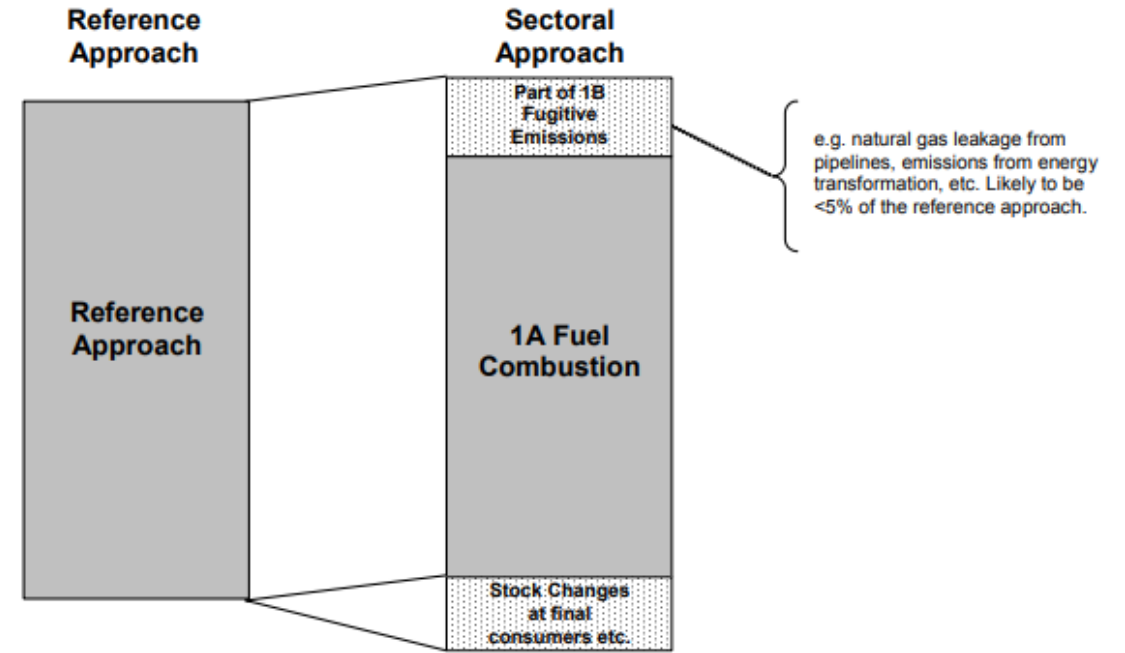 Reference
Approach
Sectoral
Approach
Part of 1B
Fugitive
Emissions
e.g. natural gas leakage from
pipelines, emissions from energy
transformation, etc. Likely to be
<5% of the reference approach.
Reference
Approach
1A Fuel
Combustion
Stock Changes
at final
consumers etc.